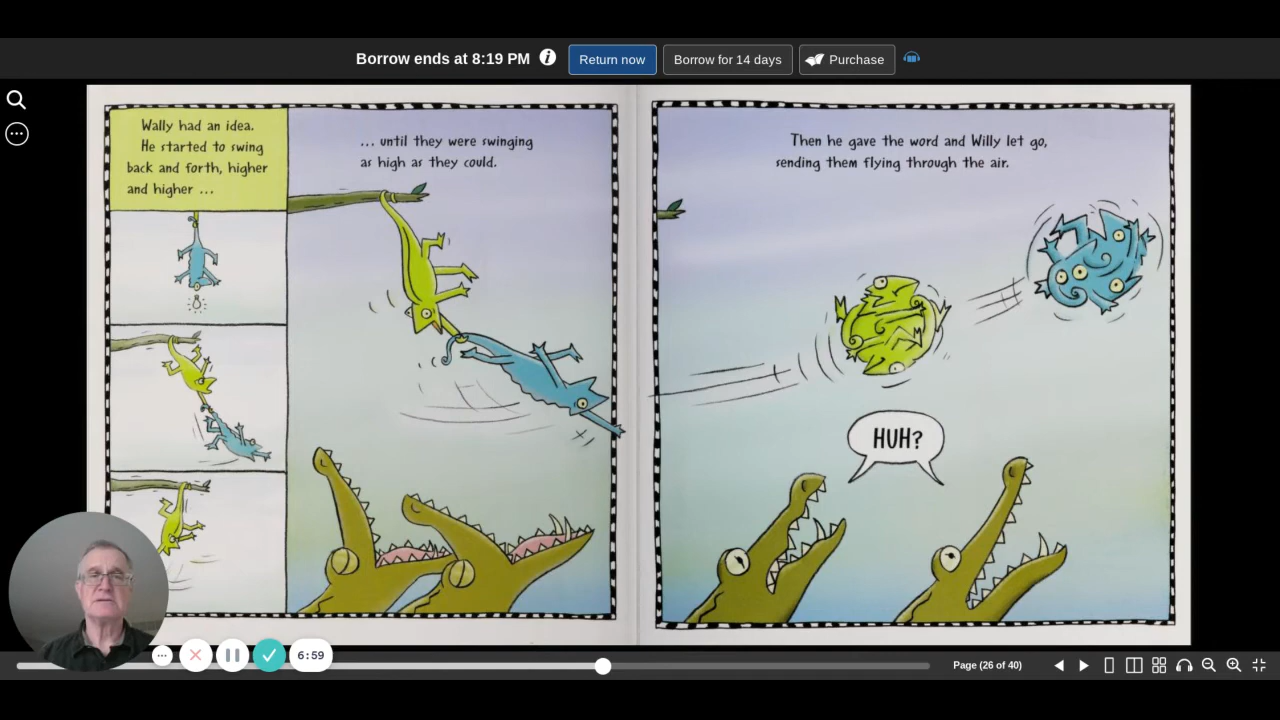 Borrow ends at 8:19 PM
Return now
Borrow for 14 days
Purchase
Wally had an idea.
He started to swing
back and forth, higher
and higher ...
... until they were swinging
as high as they could.
Then he gave the word and Willy let go,
sending them flying through the air.
HUH?
6:59
Page (26 of 40)